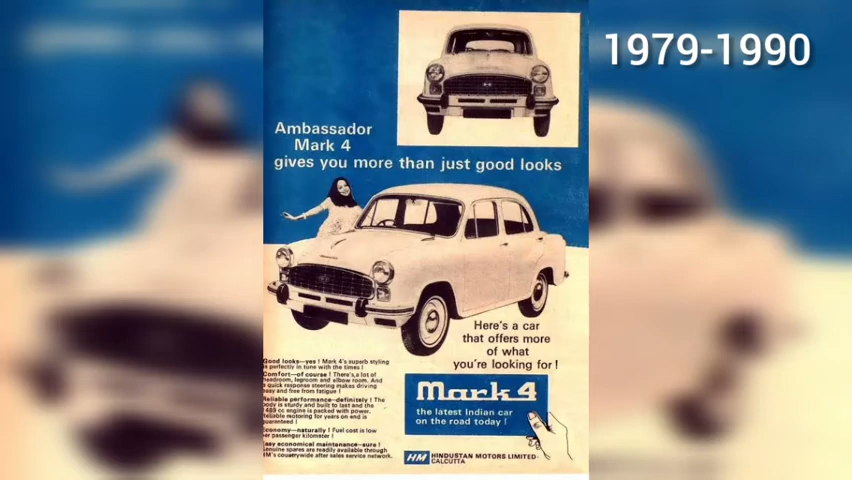 1979-1990
Ambassador
Mark 4
gives you more than just good looks
Here's a car
that offers more
of what
you're looking for!
Good looks—yes! Mark 4's superb styling
is perfectly in tune with the times!
Comfort—of course! There's a lot of
headroom, legroom and elbow room. And
a quick response steering makes driving
easy and free from fatigue!
Reliable performance—definitely! The
body is sturdy and built to last and the
1489 cc engine is packed with power.
Reliable motoring for years on end is
guaranteed!
Economy—naturally! Fuel cost is low
per passenger kilometer!
Easy economical maintenance—sure!
Genuine spares are readily available through
HM's countrywide after sales service network.
Mark 4
the latest Indian car
on the road today!
HM HINDUSTAN MOTORS LIMITED
CALCUTTA